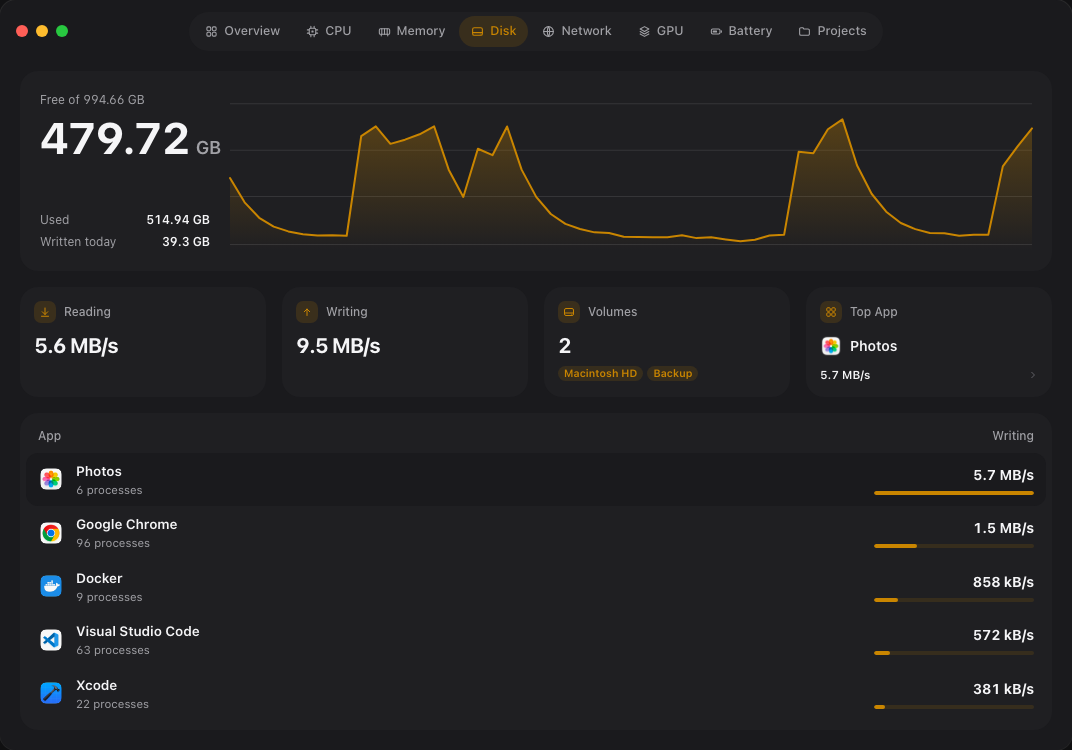 Overview CPU Memory Disk Network GPU Battery Projects
Free of 994.66 GB
479.72 GB
Used 514.94 GB
Written today 39.3 GB
Reading
5.6 MB/s
Writing
9.5 MB/s
Volumes
2
Macintosh HD Backup
Top App
Photos
5.7 MB/s
App Writing
Photos
6 processes
5.7 MB/s
Google Chrome
96 processes
1.5 MB/s
Docker
9 processes
858 kB/s
Visual Studio Code
63 processes
572 kB/s
Xcode
22 processes
381 kB/s